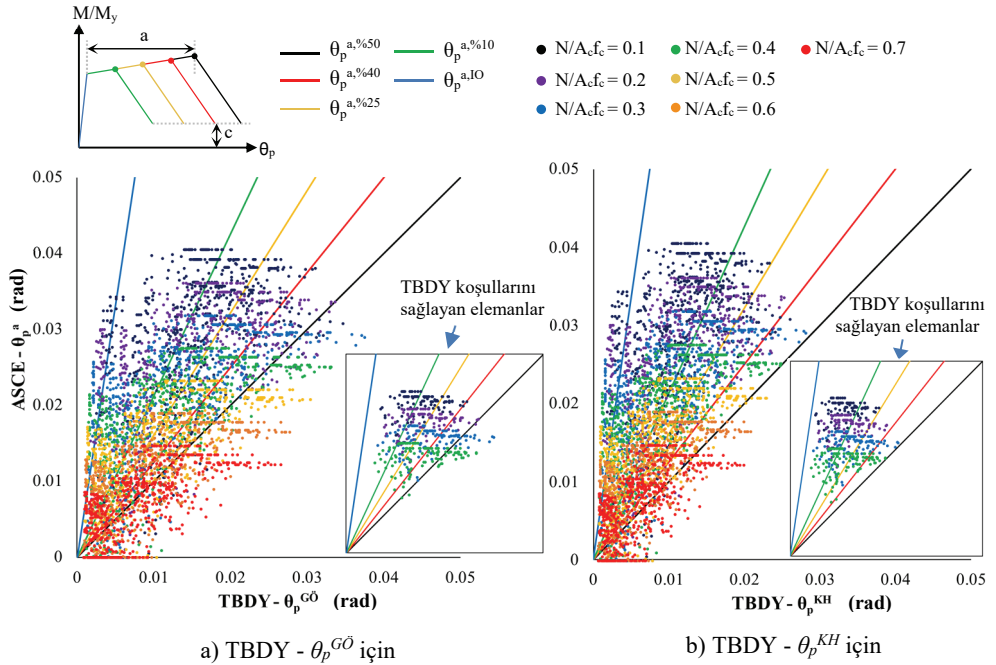 M/My
a
c
θp
θp^a,%50
θp^a,%40
θp^a,%25
θp^a,%10
θp^a,IO
N/Acfc = 0.1
N/Acfc = 0.2
N/Acfc = 0.3
N/Acfc = 0.4
N/Acfc = 0.5
N/Acfc = 0.6
N/Acfc = 0.7
ASCE - θp^a (rad)
0.05
0.04
0.03
0.02
0.01
0
0
0.01
0.02
0.03
0.04
0.05
TBDY koşullarını
sağlayan elemanlar
TBDY - θp^GÖ (rad)
a) TBDY - θp^GÖ için
0.05
0.04
0.03
0.02
0.01
0.00
0
0.01
0.02
0.03
0.04
0.05
TBDY koşullarını
sağlayan elemanlar
TBDY - θp^KH (rad)
b) TBDY - θp^KH için